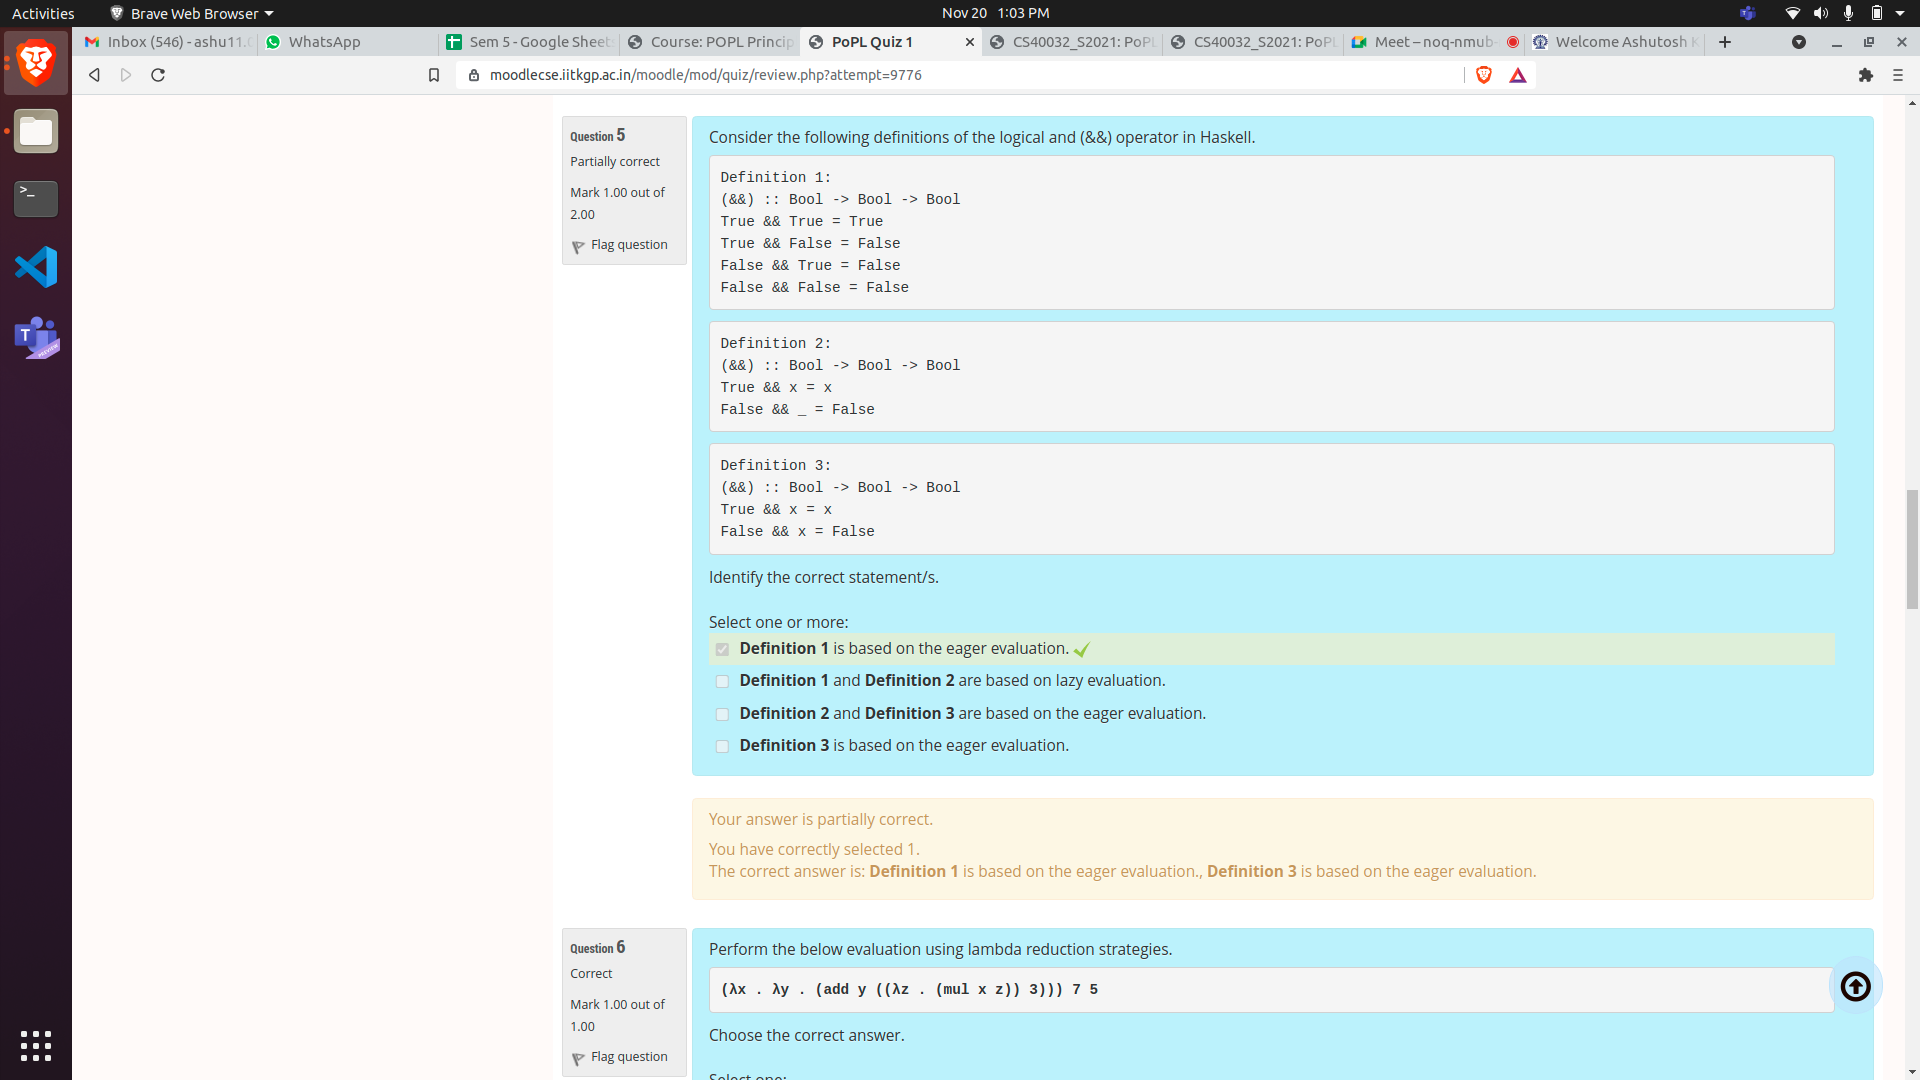 Activities
Brave Web Browser
Nov 20 1:03 PM
Inbox (546) - ashu11.
WhatsApp
Sem 5 - Google Sheet
Course: POPL Princip
PoPL Quiz 1
CS40032_S2021: PoPL
CS40032_S2021: PoPL
Meet – noq-nmub-
Welcome Ashutosh K
moodlecse.iitkgp.ac.in/moodle/mod/quiz/review.php?attempt=9776
Question 5
Partially correct
Mark 1.00 out of
2.00
Flag question
Consider the following definitions of the logical and (&&) operator in Haskell.
Definition 1:
(&&) :: Bool -> Bool -> Bool
True && True = True
True && False = False
False && True = False
False && False = False
Definition 2:
(&&) :: Bool -> Bool -> Bool
True && x = x
False && _ = False
Definition 3:
(&&) :: Bool -> Bool -> Bool
True && x = x
False && x = False
Identify the correct statement/s.
Select one or more:
Definition 1 is based on the eager evaluation.
Definition 1 and Definition 2 are based on lazy evaluation.
Definition 2 and Definition 3 are based on the eager evaluation.
Definition 3 is based on the eager evaluation.
Your answer is partially correct.
You have correctly selected 1.
The correct answer is: Definition 1 is based on the eager evaluation., Definition 3 is based on the eager evaluation.
Question 6
Correct
Mark 1.00 out of
1.00
Flag question
Perform the below evaluation using lambda reduction strategies.
(λx . λy . (add y ((λz . (mul x z)) 3))) 7 5
Choose the correct answer.
Select one: